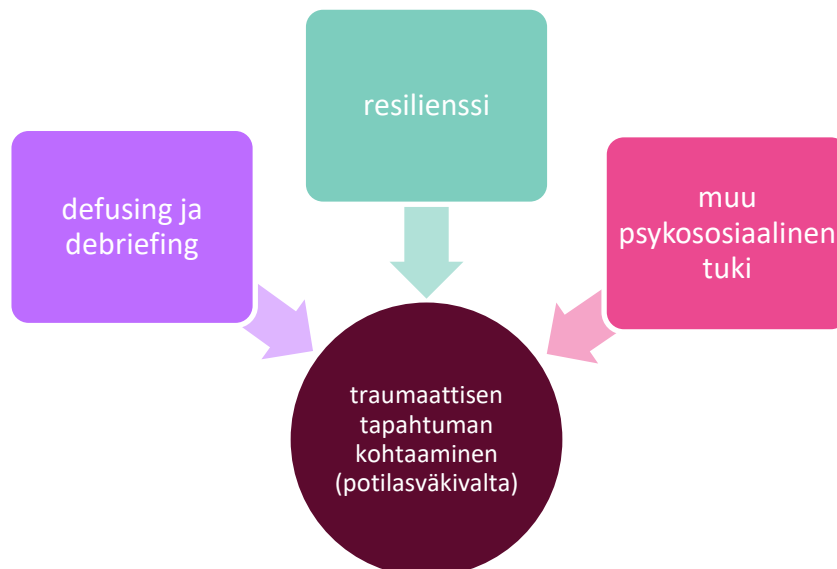 resilienssi
defusing ja
debriefing
muu
psykososiaalinen
tuki
traumaattisen
tapahtuman
kohtaaminen
(potilasväkivalta)